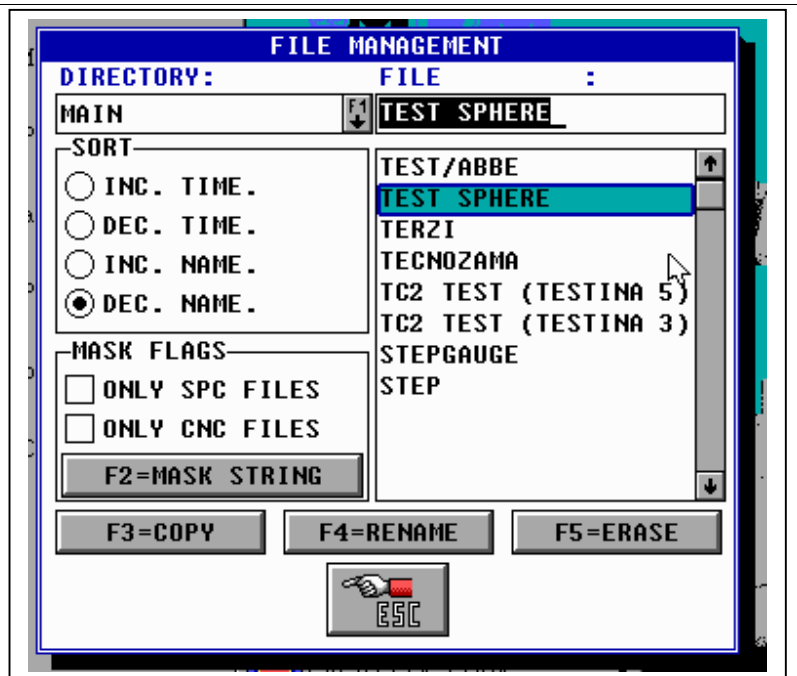 FILE MANAGEMENT
DIRECTORY:
FILE :
MAIN
F1
TEST SPHERE_
SORT
INC. TIME.
DEC. TIME.
INC. NAME.
DEC. NAME.
TEST/ABBE
TEST SPHERE
TERZI
TECNOZAMA
TC2 TEST (TESTINA 5)
TC2 TEST (TESTINA 3)
STEPGAUGE
STEP
MASK FLAGS
ONLY SPC FILES
ONLY CNC FILES
F2=MASK STRING
F3=COPY
F4=RENAME
F5=ERASE
ESC